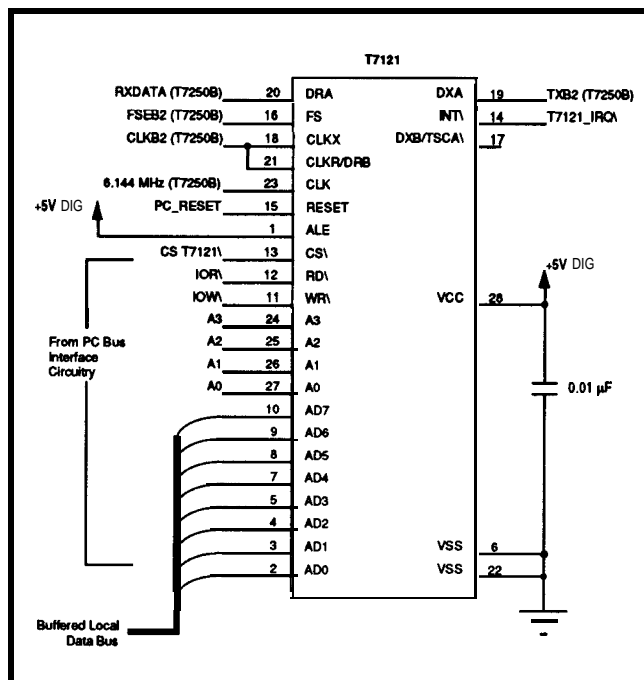 T7121
RXDATA (T7250B) 20 DRA DXA 19 TXB2 (T7250B)
FSEB2 (T7250B) 16 FS INT\ 14 T7121_IRQ\
CLKB2 (T7250B) 18 CLKX DXB/TSCA\ 17
21 CLKR/DRB
6.144 MHz (T7250B) 23 CLK
PC_RESET 15 RESET
+5V DIG 1 ALE
CS T7121\ 13 CS\
IOR\ 12 RD\
IOW\ 11 WR\ VCC 28 +5V DIG
A3 24 A3
A2 25 A2
From PC Bus
Interface
Circuitry
A1 26 A1
A0 27 A0 0.01 µF
10 AD7
9 AD6
8 AD5
7 AD4
5 AD3
4 AD2
3 AD1 VSS 6
2 AD0 VSS 22
Buffered Local
Data Bus